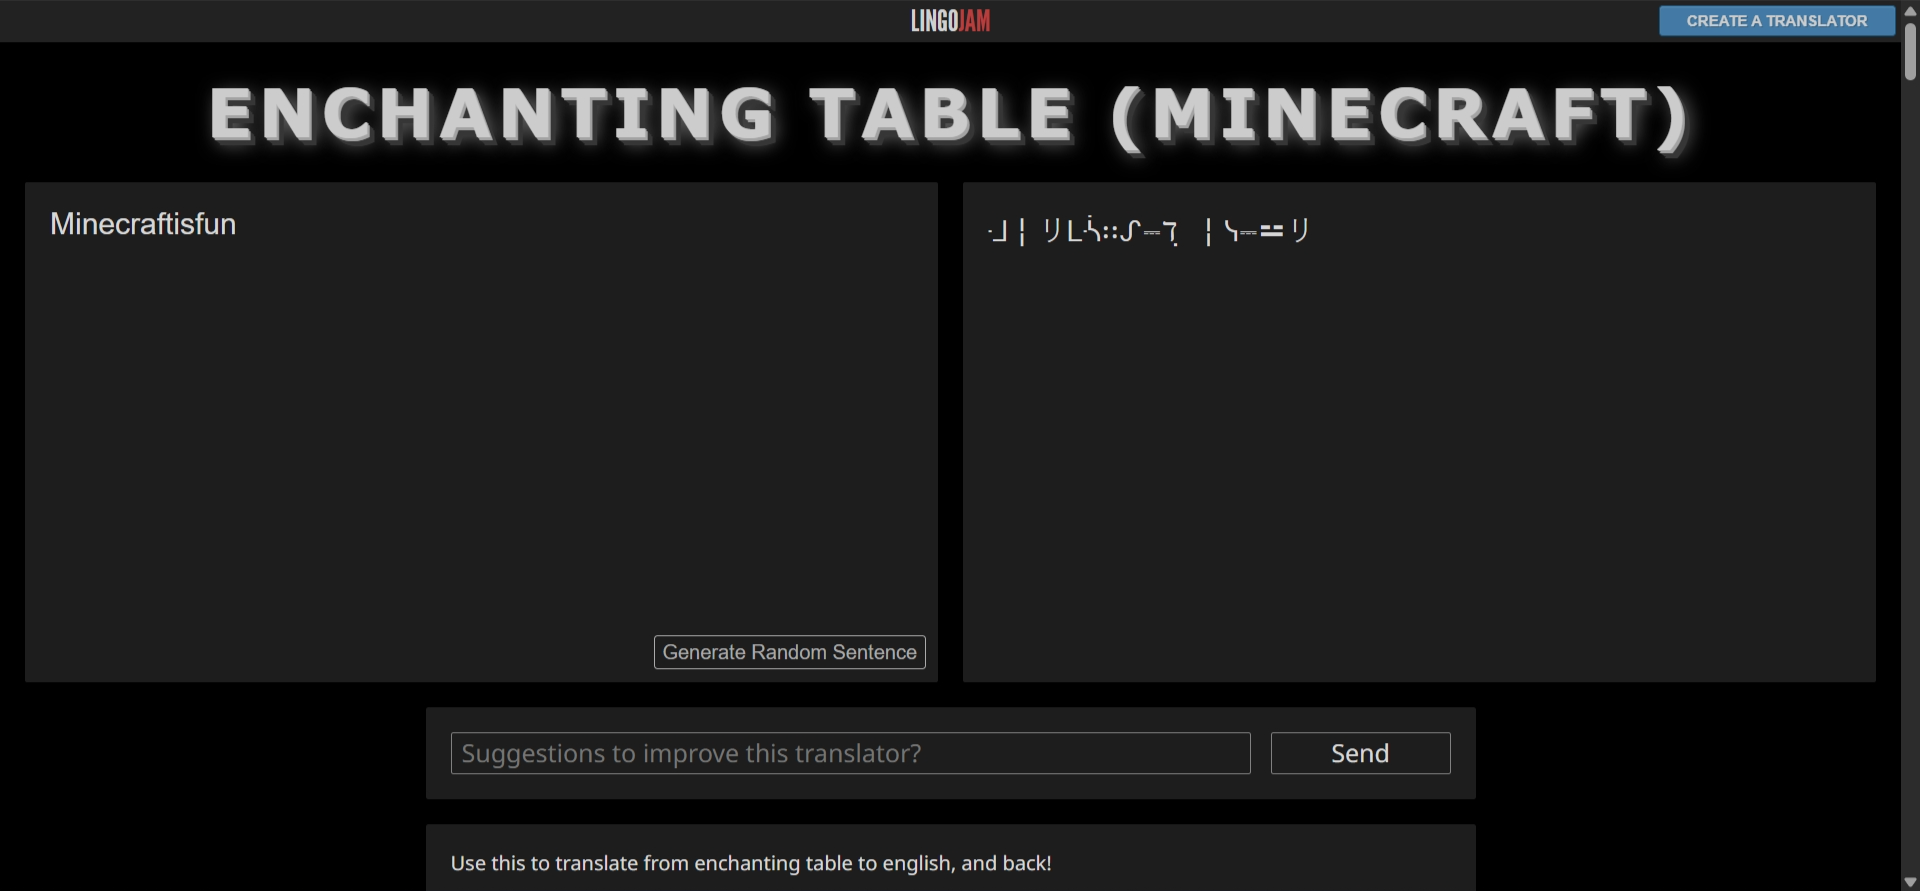 LINGOJAM
CREATE A TRANSLATOR
ENCHANTING TABLE (MINECRAFT)
Minecraftisfun
ᒲ╎リᒷᓵ∷ᔑ⎓ℸ ̣ ╎ᓭ⎓⚍リ
Generate Random Sentence
Suggestions to improve this translator?
Send
Use this to translate from enchanting table to english, and back!